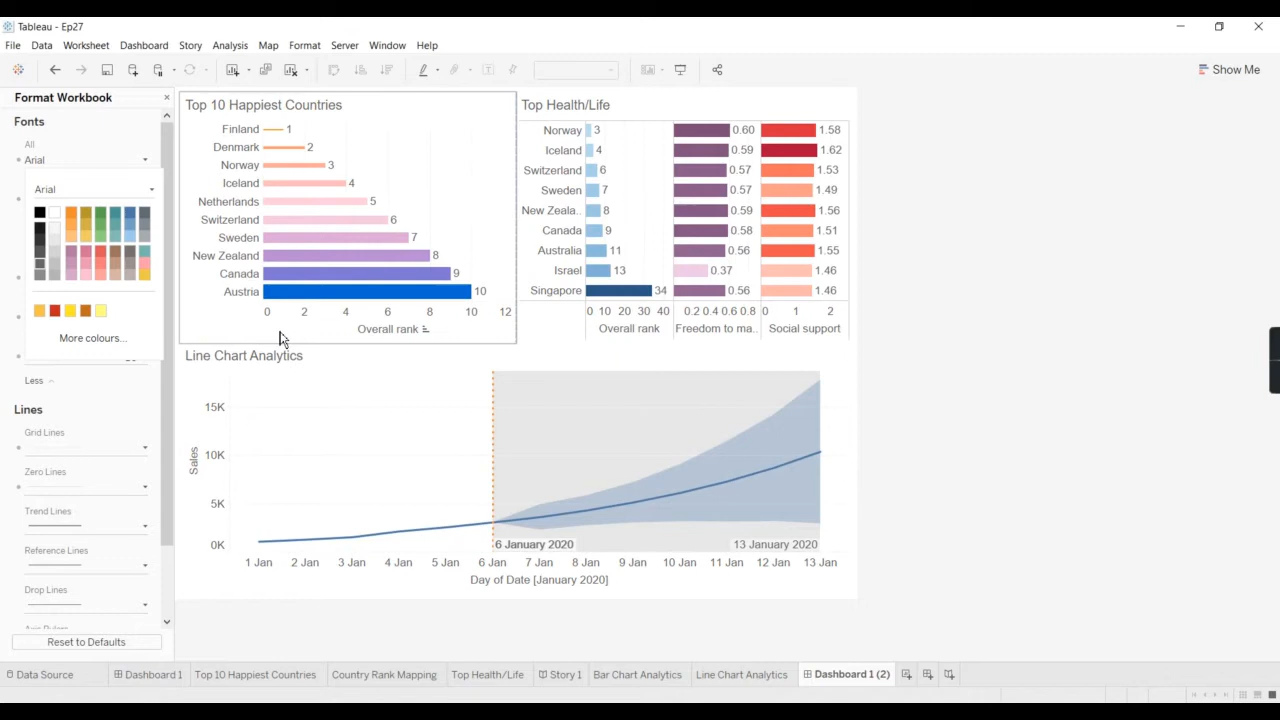 Tableau - Ep27
File Data Worksheet Dashboard Story Analysis Map Format Server Window Help
Show Me
Format Workbook
Fonts
All
Arial
Arial
More colours...
Less
Lines
Grid Lines
Zero Lines
Trend Lines
Reference Lines
Drop Lines
Reset to Defaults
Top 10 Happiest Countries
Finland 1
Denmark 2
Norway 3
Iceland 4
Netherlands 5
Switzerland 6
Sweden 7
New Zealand 8
Canada 9
Austria 10
0 2 4 6 8 10 12
Overall rank
Top Health/Life
Norway 3 0.60 1.58
Iceland 4 0.59 1.62
Switzerland 6 0.57 1.53
Sweden 7 0.57 1.49
New Zeala.. 8 0.59 1.56
Canada 9 0.58 1.51
Australia 11 0.56 1.55
Israel 13 0.37 1.46
Singapore 34 0.56 1.46
0 10 20 30 40 0.2 0.4 0.6 0.8 0 1 2
Overall rank Freedom to ma.. Social support
Line Chart Analytics
15K
10K
5K
0K
Sales
6 January 2020 13 January 2020
1 Jan 2 Jan 3 Jan 4 Jan 5 Jan 6 Jan 7 Jan 8 Jan 9 Jan 10 Jan 11 Jan 12 Jan 13 Jan
Day of Date [January 2020]
Data Source Dashboard 1 Top 10 Happiest Countries Country Rank Mapping Top Health/Life Story 1 Bar Chart Analytics Line Chart Analytics Dashboard 1 (2)